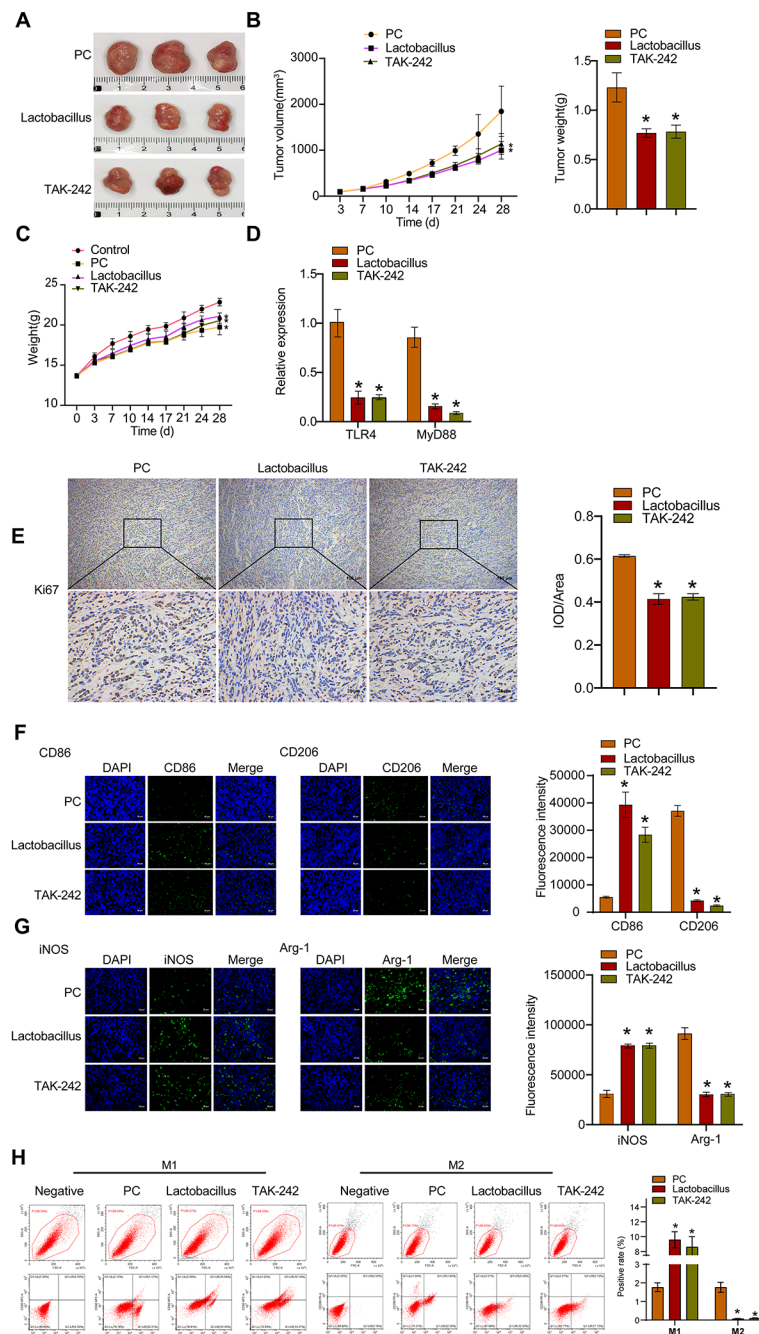 A
PC
Lactobacillus
TAK-242
B
PC
Lactobacillus
TAK-242
Tumor volume(mm³)
3000
2000
1000
0
3 7 10 14 17 21 24 28
Time (d)
*
*
PC
Lactobacillus
TAK-242
Tumor weight(g)
1.5
1.0
0.5
0.0
* *
C
Control
PC
Lactobacillus
TAK-242
Weight(g)
25
20
15
10
0 3 7 10 14 17 21 24 28
Time (d)
*
*
*
D
PC
Lactobacillus
TAK-242
Relative expression
1.5
1.0
0.5
0.0
* * * *
TLR4 MyD88
E
PC Lactobacillus TAK-242
Ki67
PC
Lactobacillus
TAK-242
IOD/Area
0.8
0.6
0.4
0.2
0.0
* *
F
CD86 CD206
DAPI CD86 Merge DAPI CD206 Merge
PC
Lactobacillus
TAK-242
PC
Lactobacillus
TAK-242
Fluorescence intensity
50000
40000
30000
20000
10000
0
* * * *
CD86 CD206
G
iNOS Arg-1
DAPI iNOS Merge DAPI Arg-1 Merge
PC
Lactobacillus
TAK-242
PC
Lactobacillus
TAK-242
Fluorescence intensity
150000
100000
50000
0
* * * *
iNOS Arg-1
H
M1 M2
Negative PC Lactobacillus TAK-242 Negative PC Lactobacillus TAK-242
PC
Lactobacillus
TAK-242
Positive rate (%)
15
10
5
4
2
0
* * * *
M1 M2